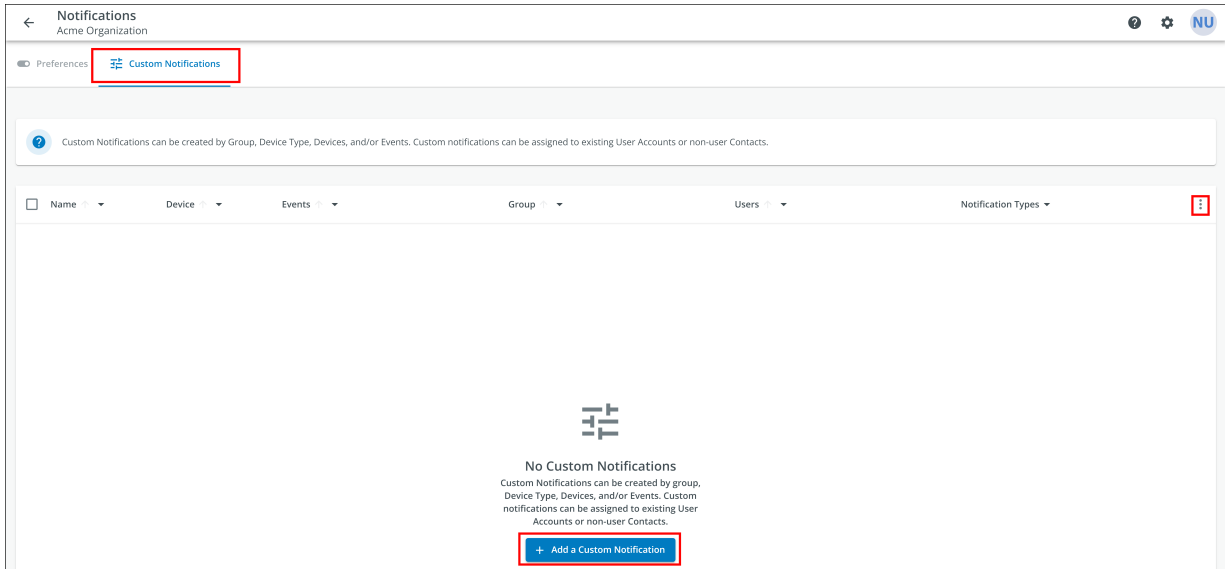 Notifications
Acme Organization
NU
Preferences
Custom Notifications
Custom Notifications can be created by Group, Device Type, Devices, and/or Events. Custom notifications can be assigned to existing User Accounts or non-user Contacts.
Name Device Events Group Users Notification Types
No Custom Notifications
Custom Notifications can be created by group,
Device Type, Devices, and/or Events. Custom
notifications can be assigned to existing User
Accounts or non-user Contacts.
+ Add a Custom Notification